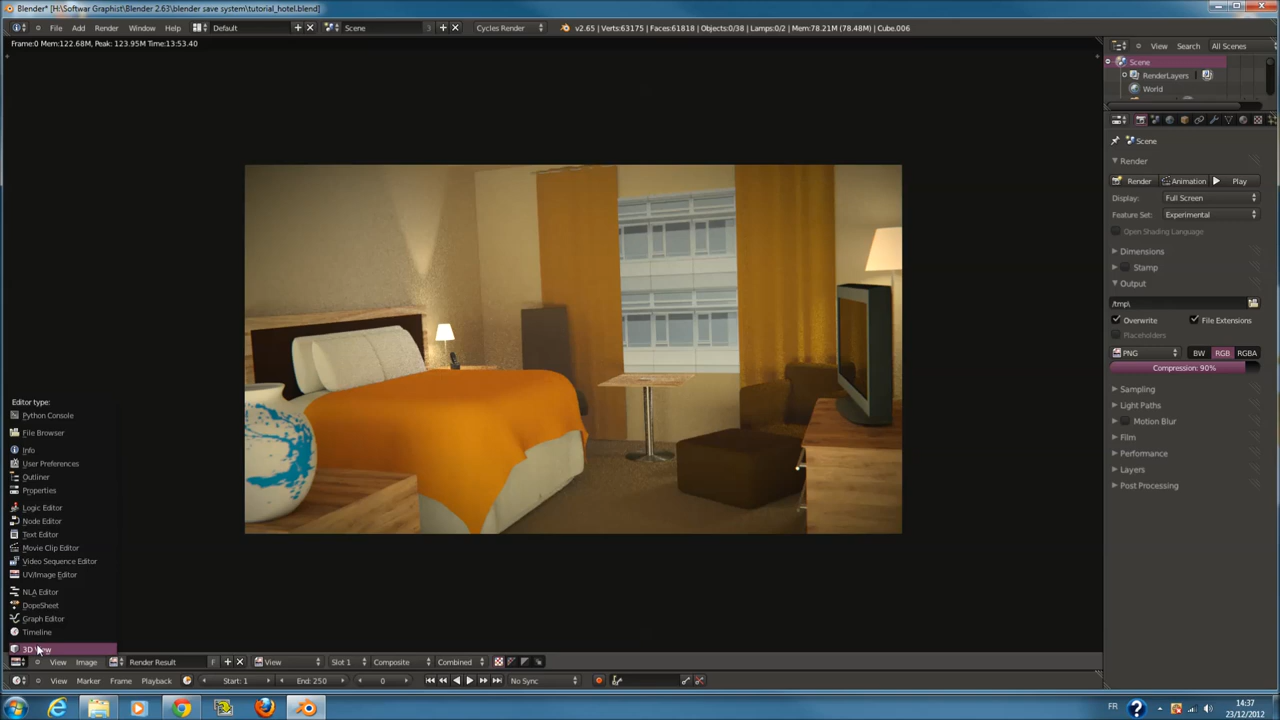 Blender* [H:\Softwar Graphist\Blender 2.63\blender save system\tutorial_hotel.blend]
File Add Render Window Help Default Scene 3 Cycles Render v2.65 | Verts:63175 | Faces:61818 | Objects:0/38 | Lamps:0/2 | Mem:78.21M (78.48M) | Cube.006
Frame:0 Mem:122.68M, Peak: 123.95M Time:13:53.40
View Search All Scenes
Scene
RenderLayers
World
Scene
Render
Render Animation Play
Display: Full Screen
Feature Set: Experimental
Open Shading Language
Dimensions
Stamp
Output
/tmp\
Overwrite File Extensions
Placeholders
PNG BW RGB RGBA
Compression: 90%
Sampling
Light Paths
Motion Blur
Film
Performance
Layers
Post Processing
Editor type:
Python Console
File Browser
Info
User Preferences
Outliner
Properties
Logic Editor
Node Editor
Text Editor
Movie Clip Editor
Video Sequence Editor
UV/Image Editor
NLA Editor
DopeSheet
Graph Editor
Timeline
3D View
View Image Render Result F View Slot 1 Composite Combined
View Marker Frame Playback Start: 1 End: 250 0 No Sync
FR 14:37
23/12/2012